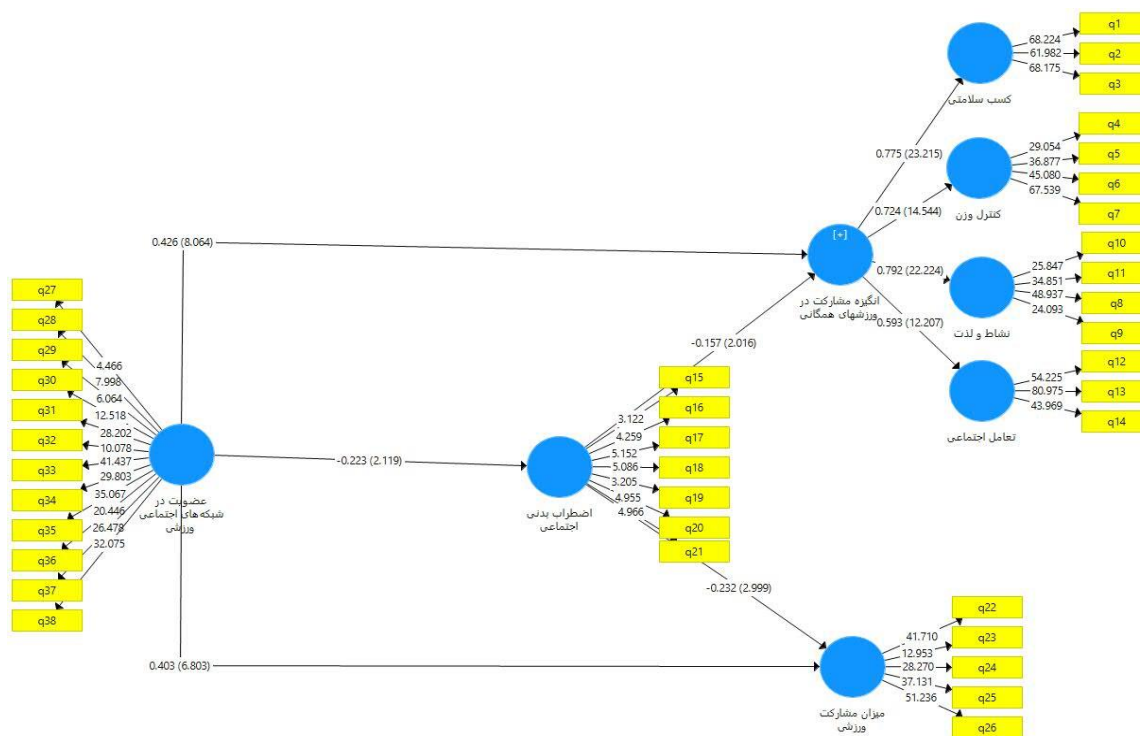 68.224
61.982
68.175
q1
q2
q3
کسب سلامتی
29.054
36.877
45.080
67.539
q4
q5
q6
q7
کنترل وزن
25.847
34.851
48.937
24.093
q10
q11
q8
q9
نشاط و لذت
54.225
80.975
43.969
q12
q13
q14
تعامل اجتماعی
0.775 (23.215)
0.724 (14.544)
0.792 (22.224)
0.593 (12.207)
[+]
انگیزه مشارکت در
ورزشهای همگانی
0.426 (8.064)
-0.157 (2.016)
q27
q28
q29
q30
q31
q32
q33
q34
q35
q36
q37
q38
4.466
7.998
6.064
12.518
28.202
10.078
41.437
29.803
35.067
20.446
26.478
32.075
عضویت در
شبکه های اجتماعی
ورزشی
-0.223 (2.119)
اضطراب بدنی
اجتماعی
3.122
4.259
5.152
5.086
3.205
4.955
4.966
q15
q16
q17
q18
q19
q20
q21
-0.232 (2.999)
0.403 (6.803)
41.710
12.953
28.270
37.131
51.236
q22
q23
q24
q25
q26
میزان مشارکت
ورزشی